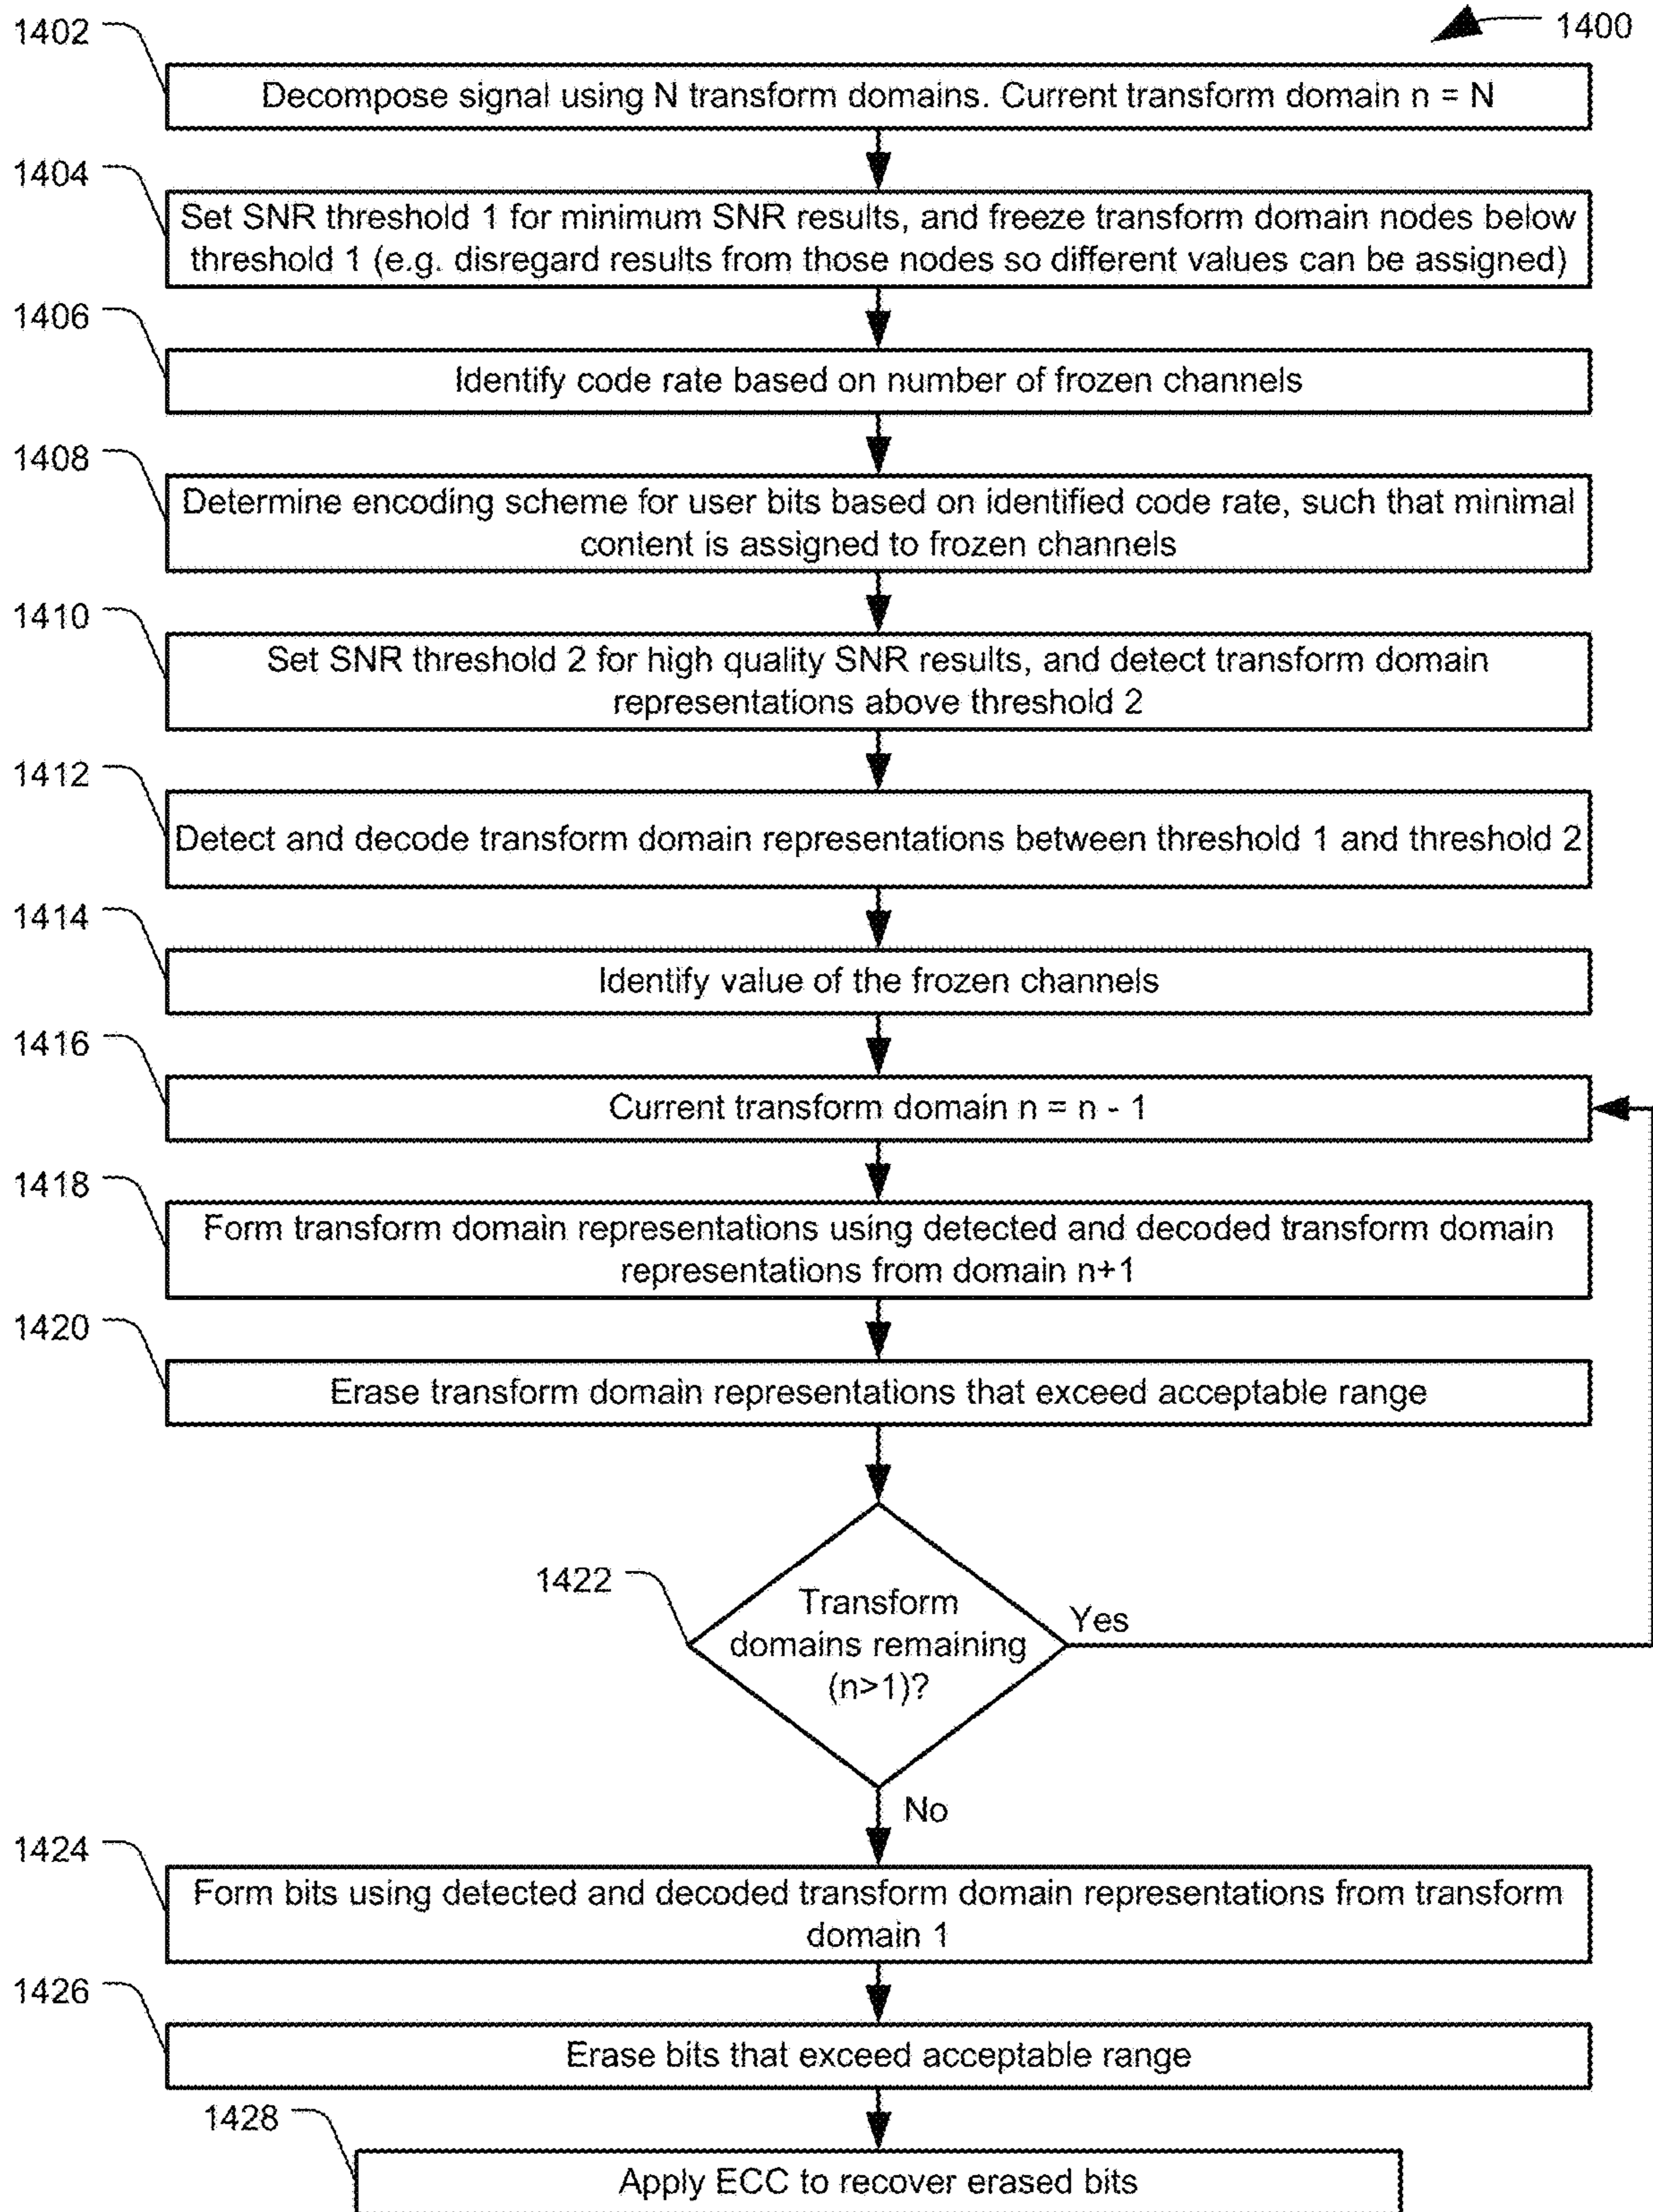 1400
1402
Decompose signal using N transform domains. Current transform domain n = N
1404
Set SNR threshold 1 for minimum SNR results, and freeze transform domain nodes below
threshold 1 (e.g. disregard results from those nodes so different values can be assigned)
1406
Identify code rate based on number of frozen channels
1408
Determine encoding scheme for user bits based on identified code rate, such that minimal
content is assigned to frozen channels
1410
Set SNR threshold 2 for high quality SNR results, and detect transform domain
representations above threshold 2
1412
Detect and decode transform domain representations between threshold 1 and threshold 2
1414
Identify value of the frozen channels
1416
Current transform domain n = n - 1
1418
Form transform domain representations using detected and decoded transform domain
representations from domain n+1
1420
Erase transform domain representations that exceed acceptable range
1422
Transform
domains remaining
(n>1)?
Yes
No
1424
Form bits using detected and decoded transform domain representations from transform
domain 1
1426
Erase bits that exceed acceptable range
1428
Apply ECC to recover erased bits